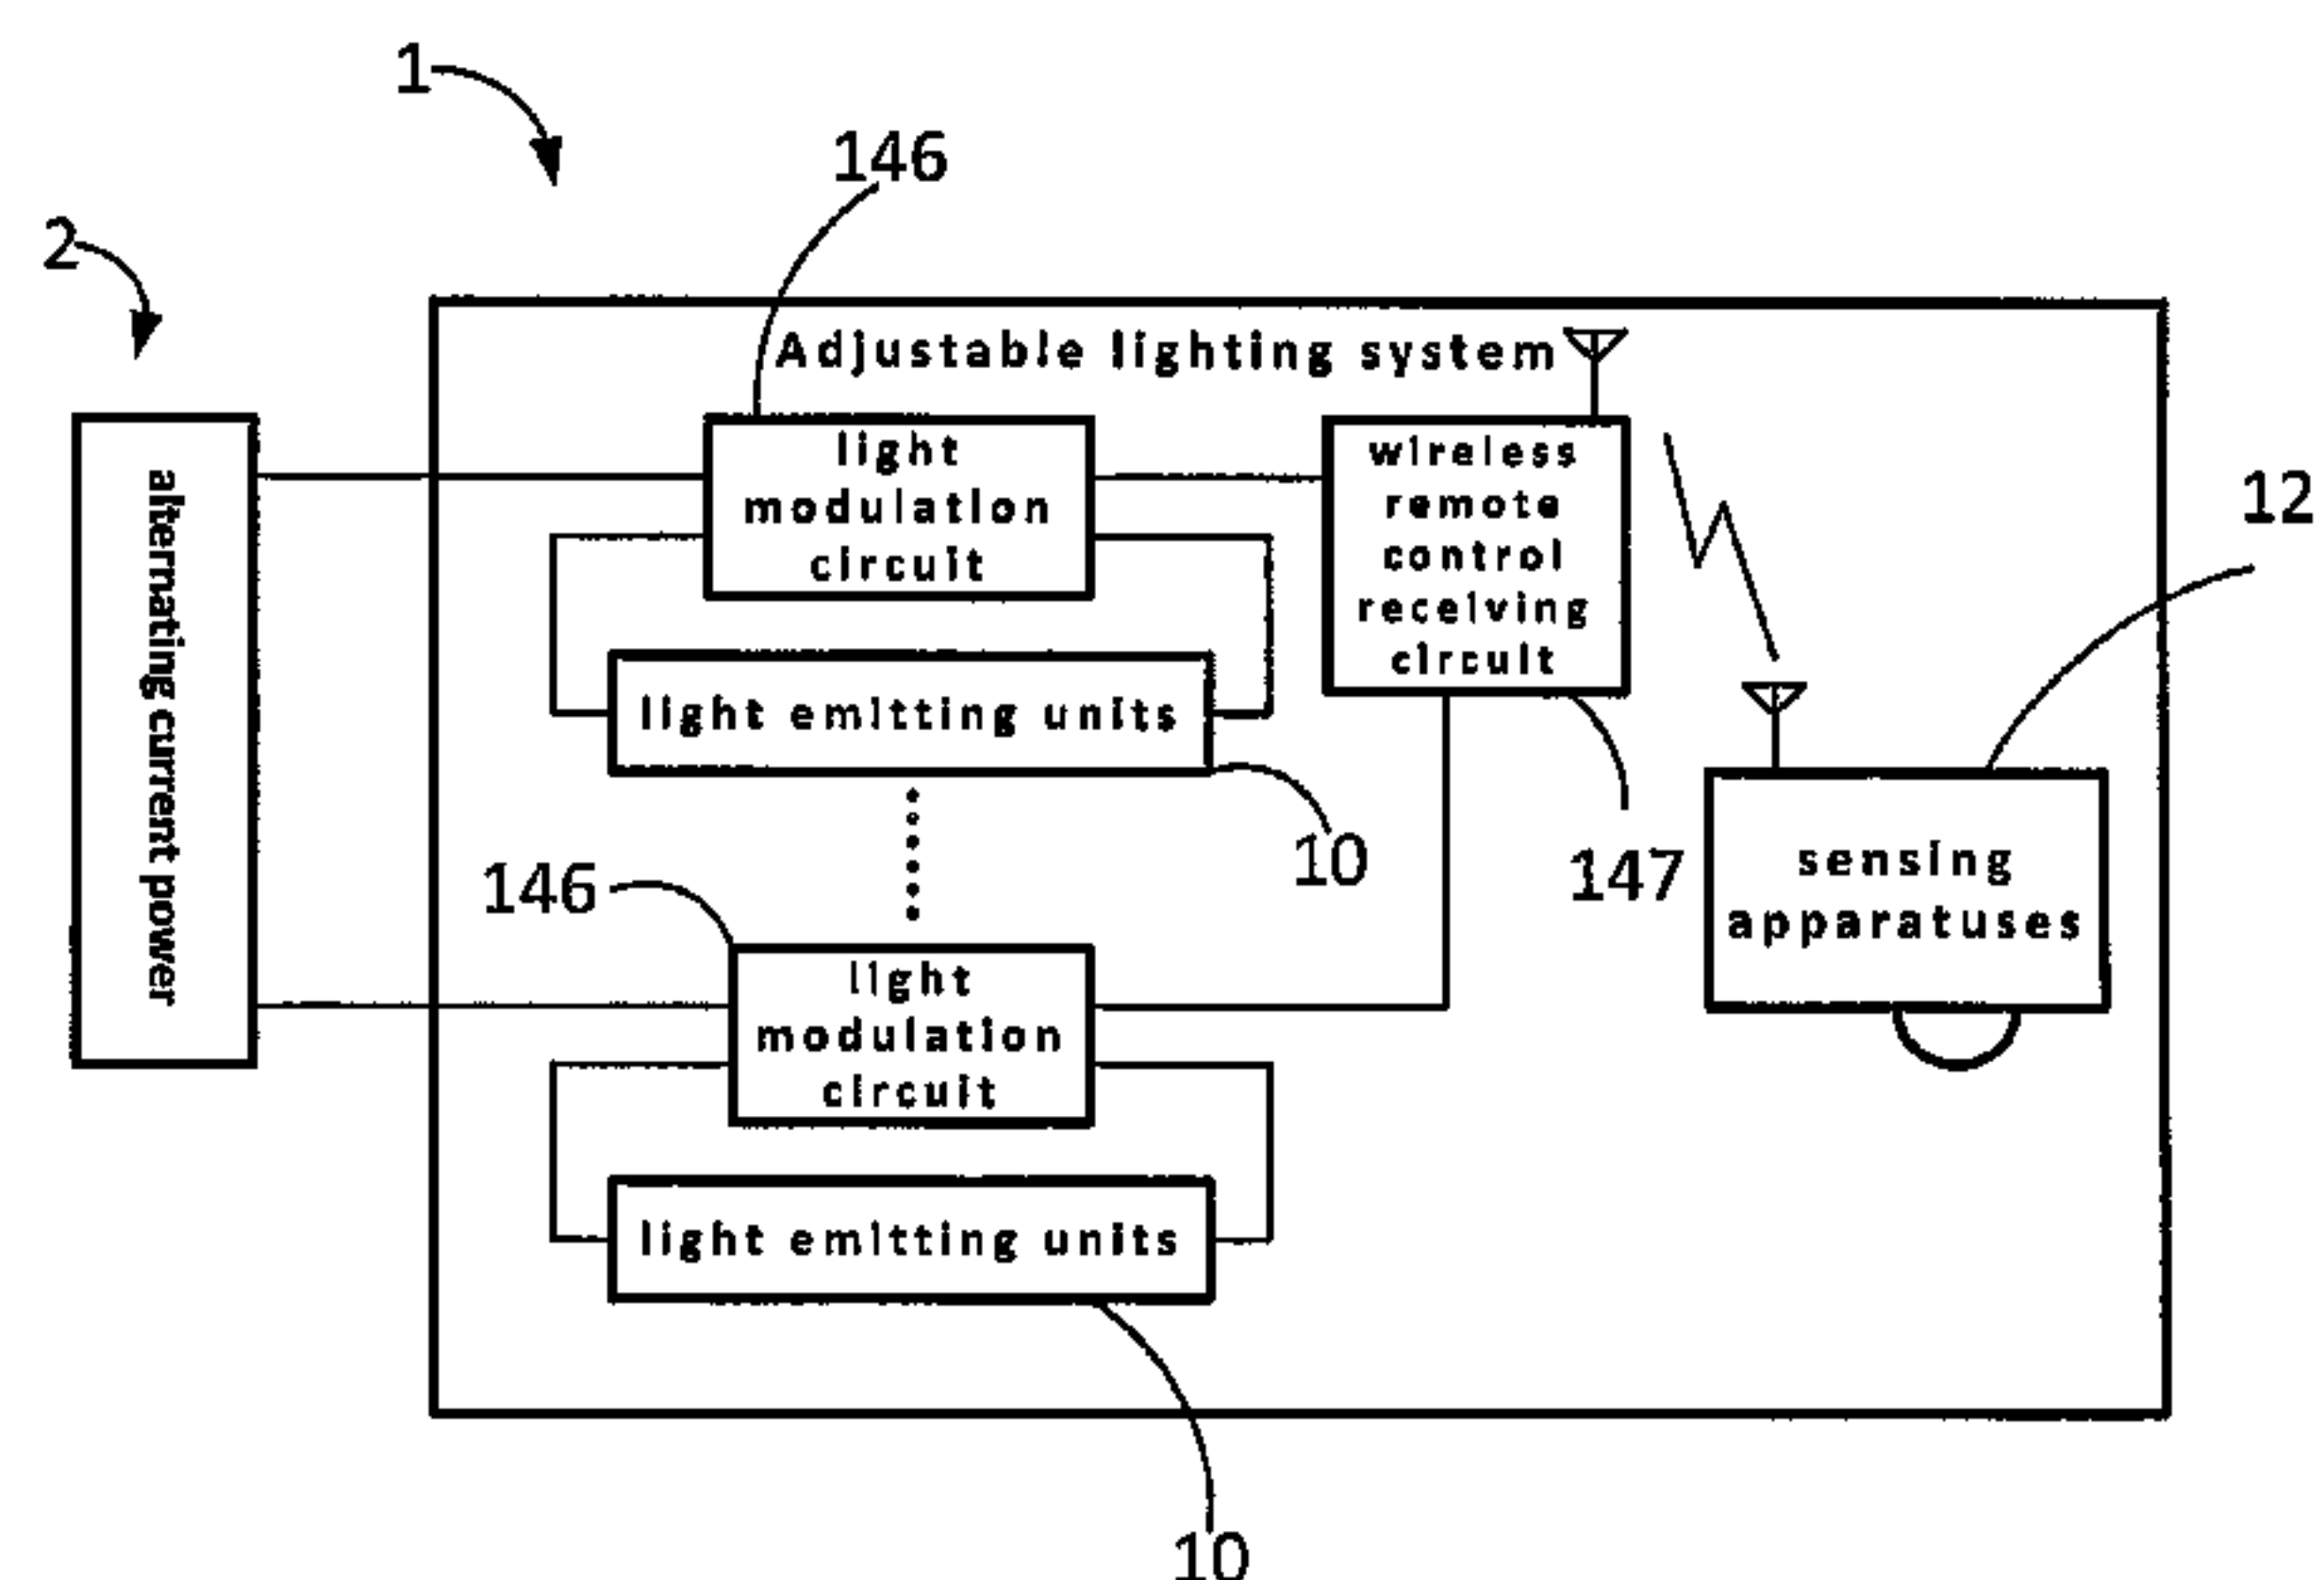 1
146
2
Adjustable lighting system
alternating current power
light
modulation
circuit
wireless
remote
control
receiving
circuit
12
light emitting units
10
147
146
sensing
apparatuses
light
modulation
circuit
light emitting units
10